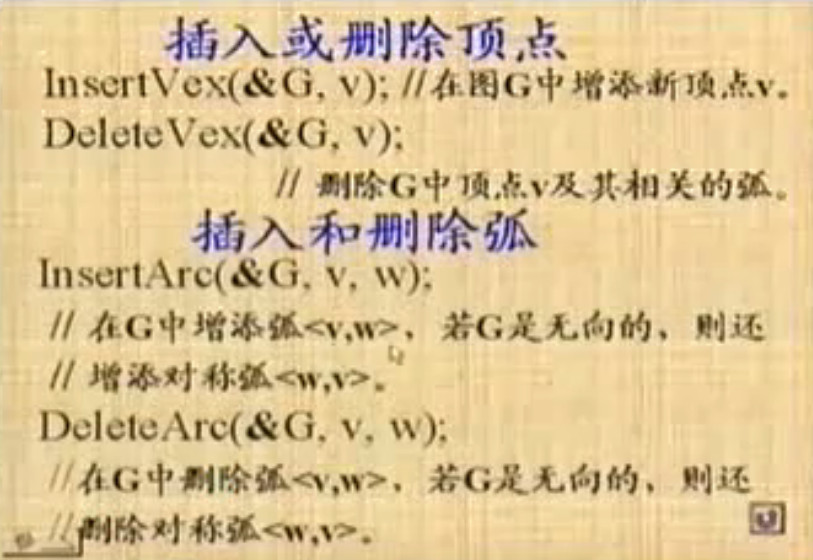 插入或删除顶点
InsertVex(&G, v); //在图G中增添新顶点v。
DeleteVex(&G, v);
// 删除G中顶点v及其相关的弧。
插入和删除弧
InsertArc(&G, v, w);
// 在G中增添弧<v,w>，若G是无向的、则还
// 增添对称弧<w,v>。
DeleteArc(&G, v, w);
//在G中删除弧<v,w>，若G是无向的、则还
//删除对称弧<w,v>。